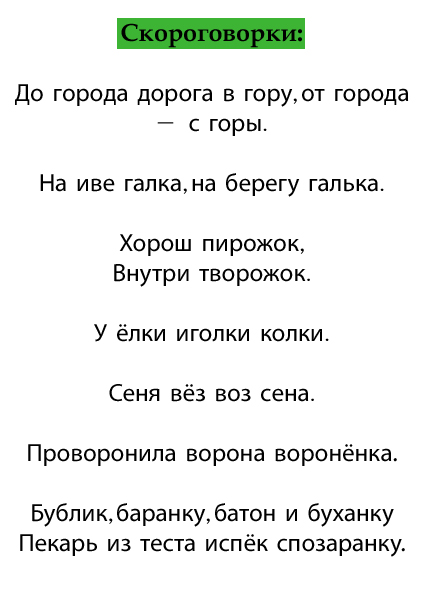 Скороговорки:
До города дорога в гору, от города
– с горы.
На иве галка, на берегу галька.
Хорош пирожок,
Внутри творожок.
У ёлки иголки колки.
Сеня вёз воз сена.
Проворонила ворона воронёнка.
Бублик, баранку, батон и буханку
Пекарь из теста испёк спозаранку.